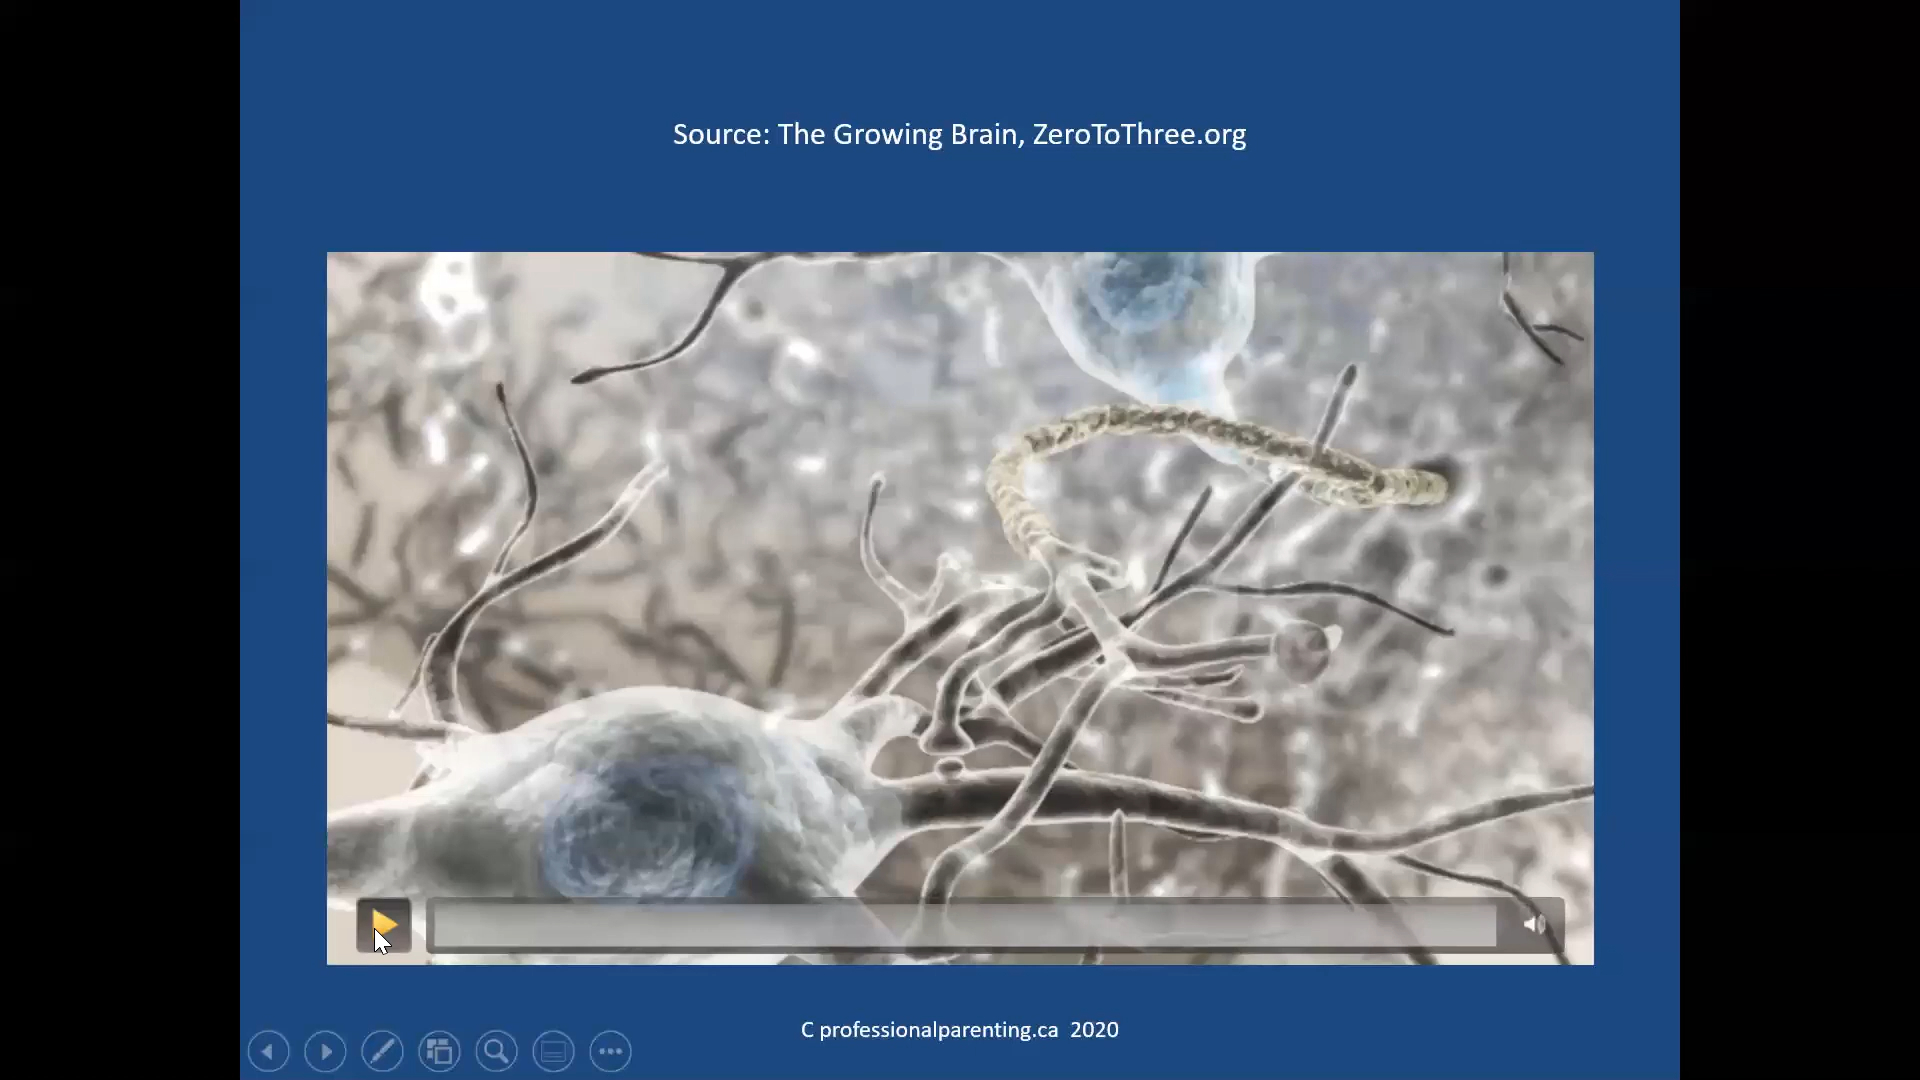 Source: The Growing Brain, ZeroToThree.org
C professionalparenting.ca 2020